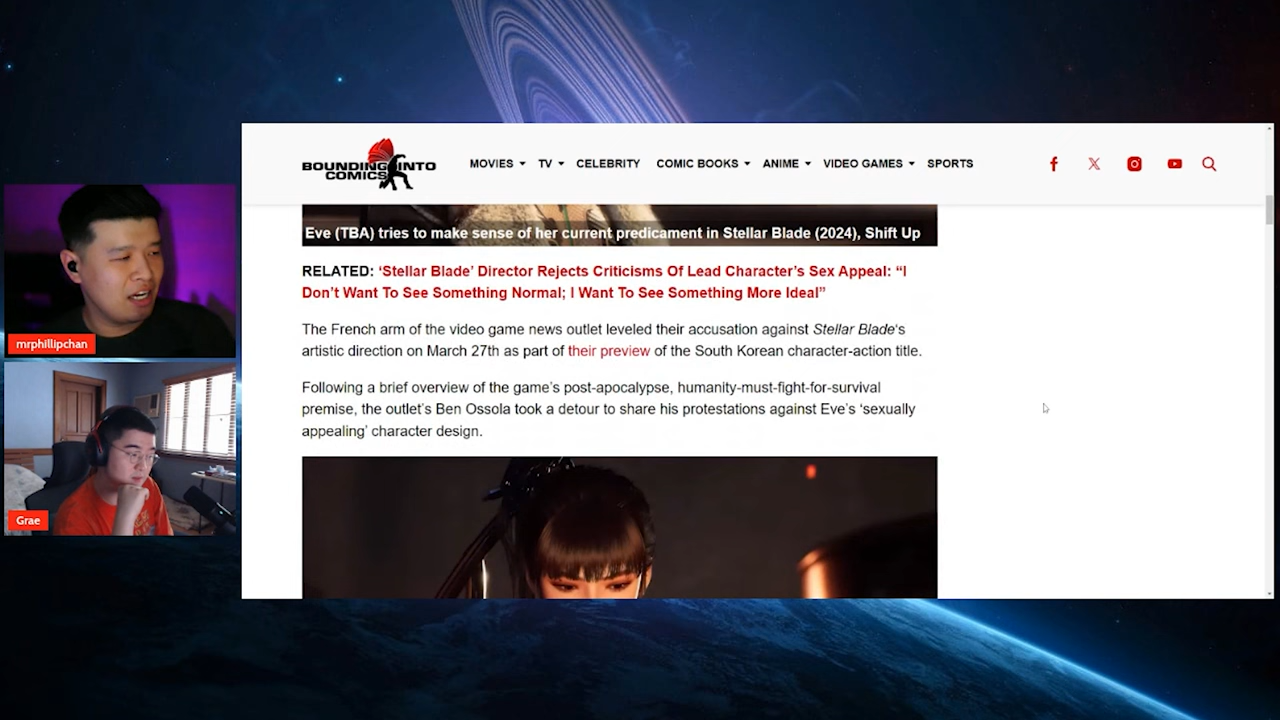 BOUNDING INTO
COMICS
MOVIES TV CELEBRITY COMIC BOOKS ANIME VIDEO GAMES SPORTS
Eve (TBA) tries to make sense of her current predicament in Stellar Blade (2024), Shift Up
RELATED: ‘Stellar Blade’ Director Rejects Criticisms Of Lead Character’s Sex Appeal: “I
Don’t Want To See Something Normal; I Want To See Something More Ideal”
The French arm of the video game news outlet leveled their accusation against Stellar Blade‘s
artistic direction on March 27th as part of their preview of the South Korean character-action title.
Following a brief overview of the game’s post-apocalypse, humanity-must-fight-for-survival
premise, the outlet’s Ben Ossola took a detour to share his protestations against Eve’s ‘sexually
appealing’ character design.
mrphillipchan
Grae